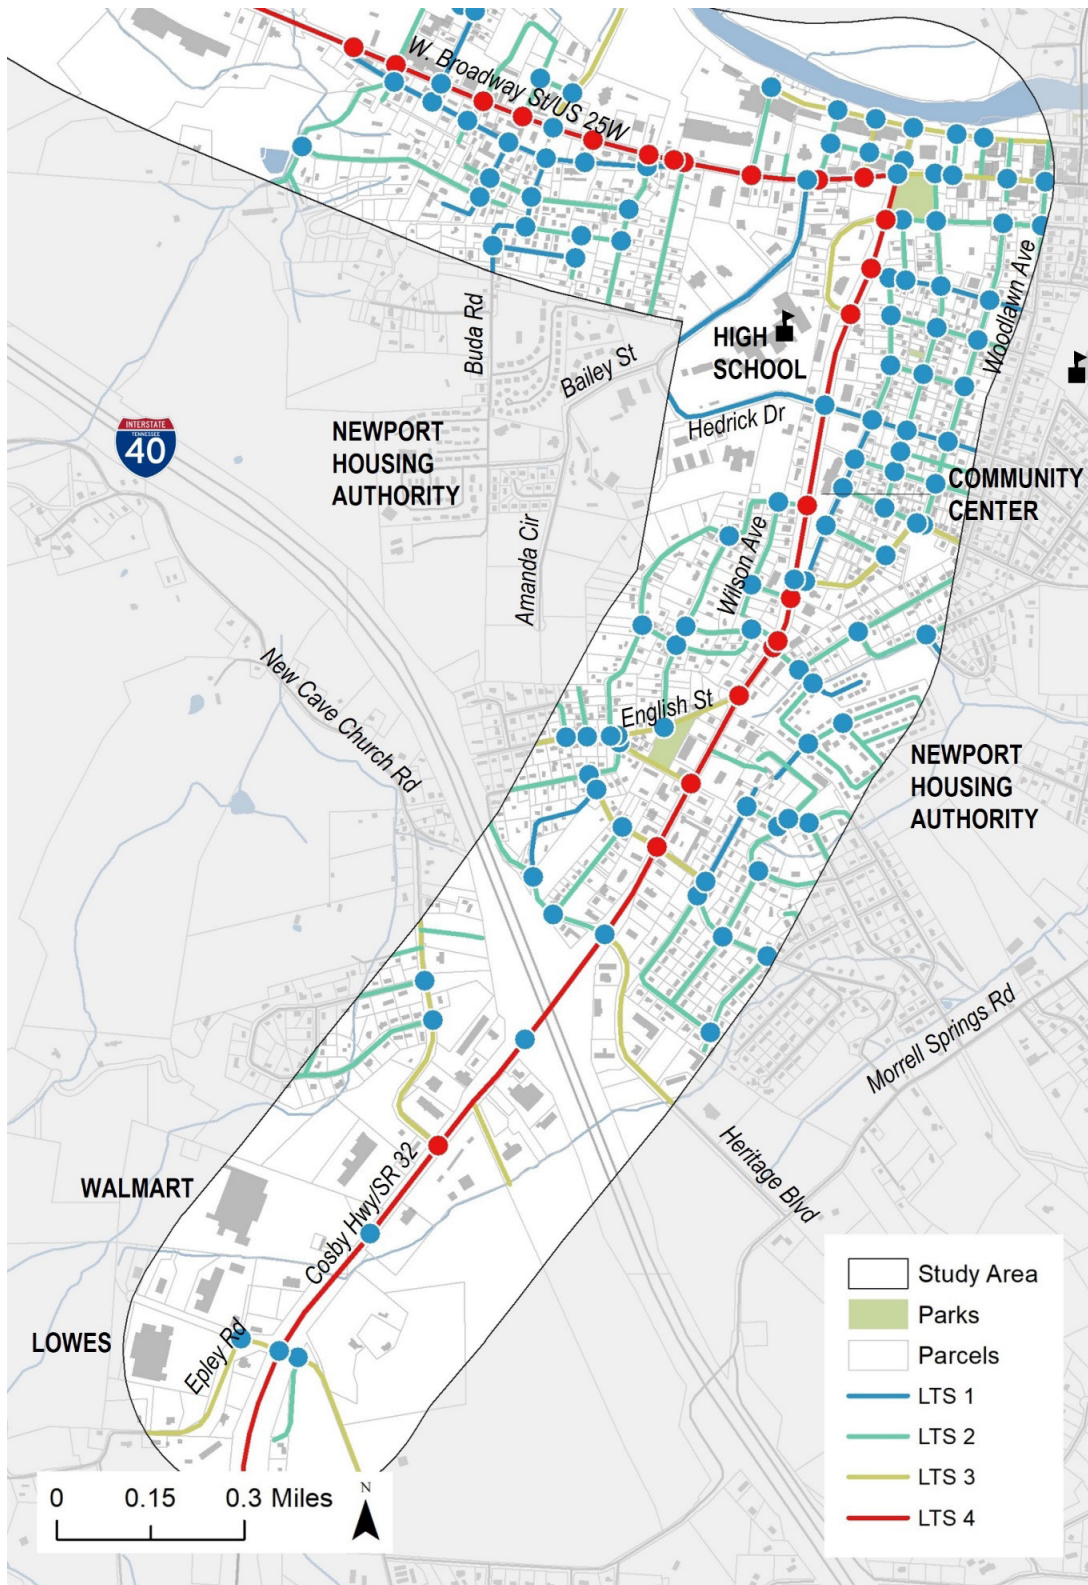 W. Broadway St/US 25W
Woodlawn Ave
HIGH
SCHOOL
Buda Rd
Bailey St
Hedrick Dr
INTERSTATE
TENNESSEE
40
NEWPORT
HOUSING
AUTHORITY
COMMUNITY
CENTER
Amanda Cir
Wilson Ave
New Cave Church Rd
English St
NEWPORT
HOUSING
AUTHORITY
Morrell Springs Rd
Heritage Blvd
WALMART
Cosby Hwy/SR 32
LOWES
Epley Rd
Study Area
Parks
Parcels
LTS 1
LTS 2
LTS 3
LTS 4
0 0.15 0.3 Miles
N